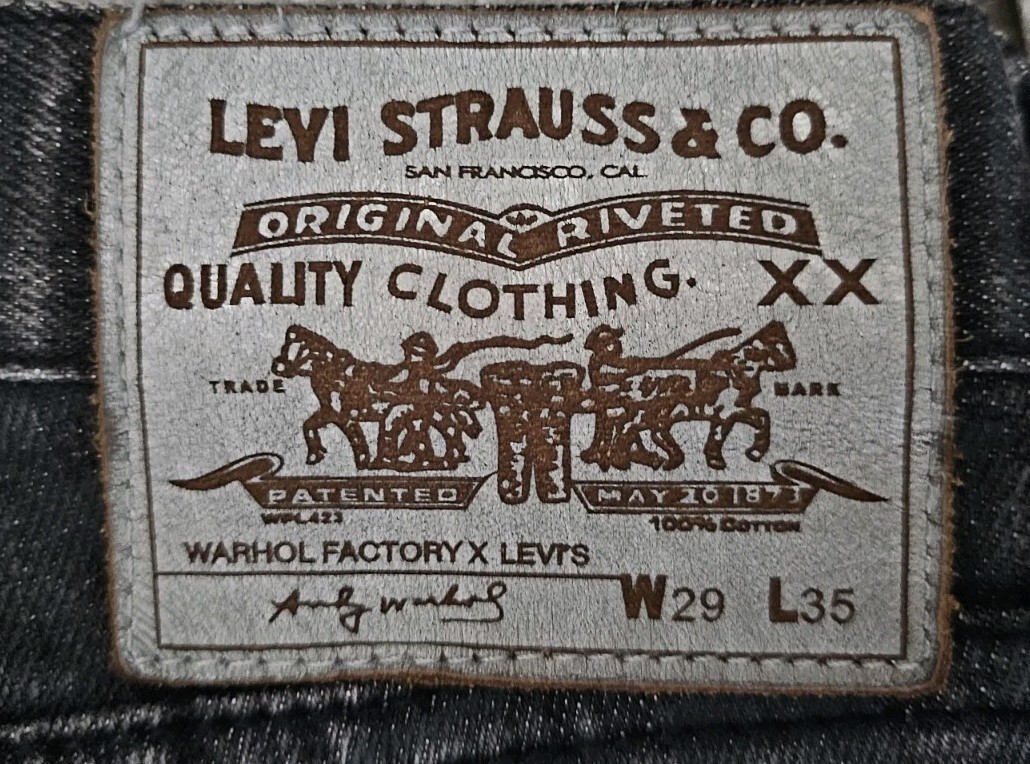 LEVI STRAUSS & CO.
SAN FRANCISCO, CAL
ORIGINAL RIVETED
QUALITY CLOTHING. XX
TRADE MARK
PATENTED MAY 20 1873
WPL423 100% COTTON
WARHOL FACTORY X LEVI'S
Andy Warhol W29 L35